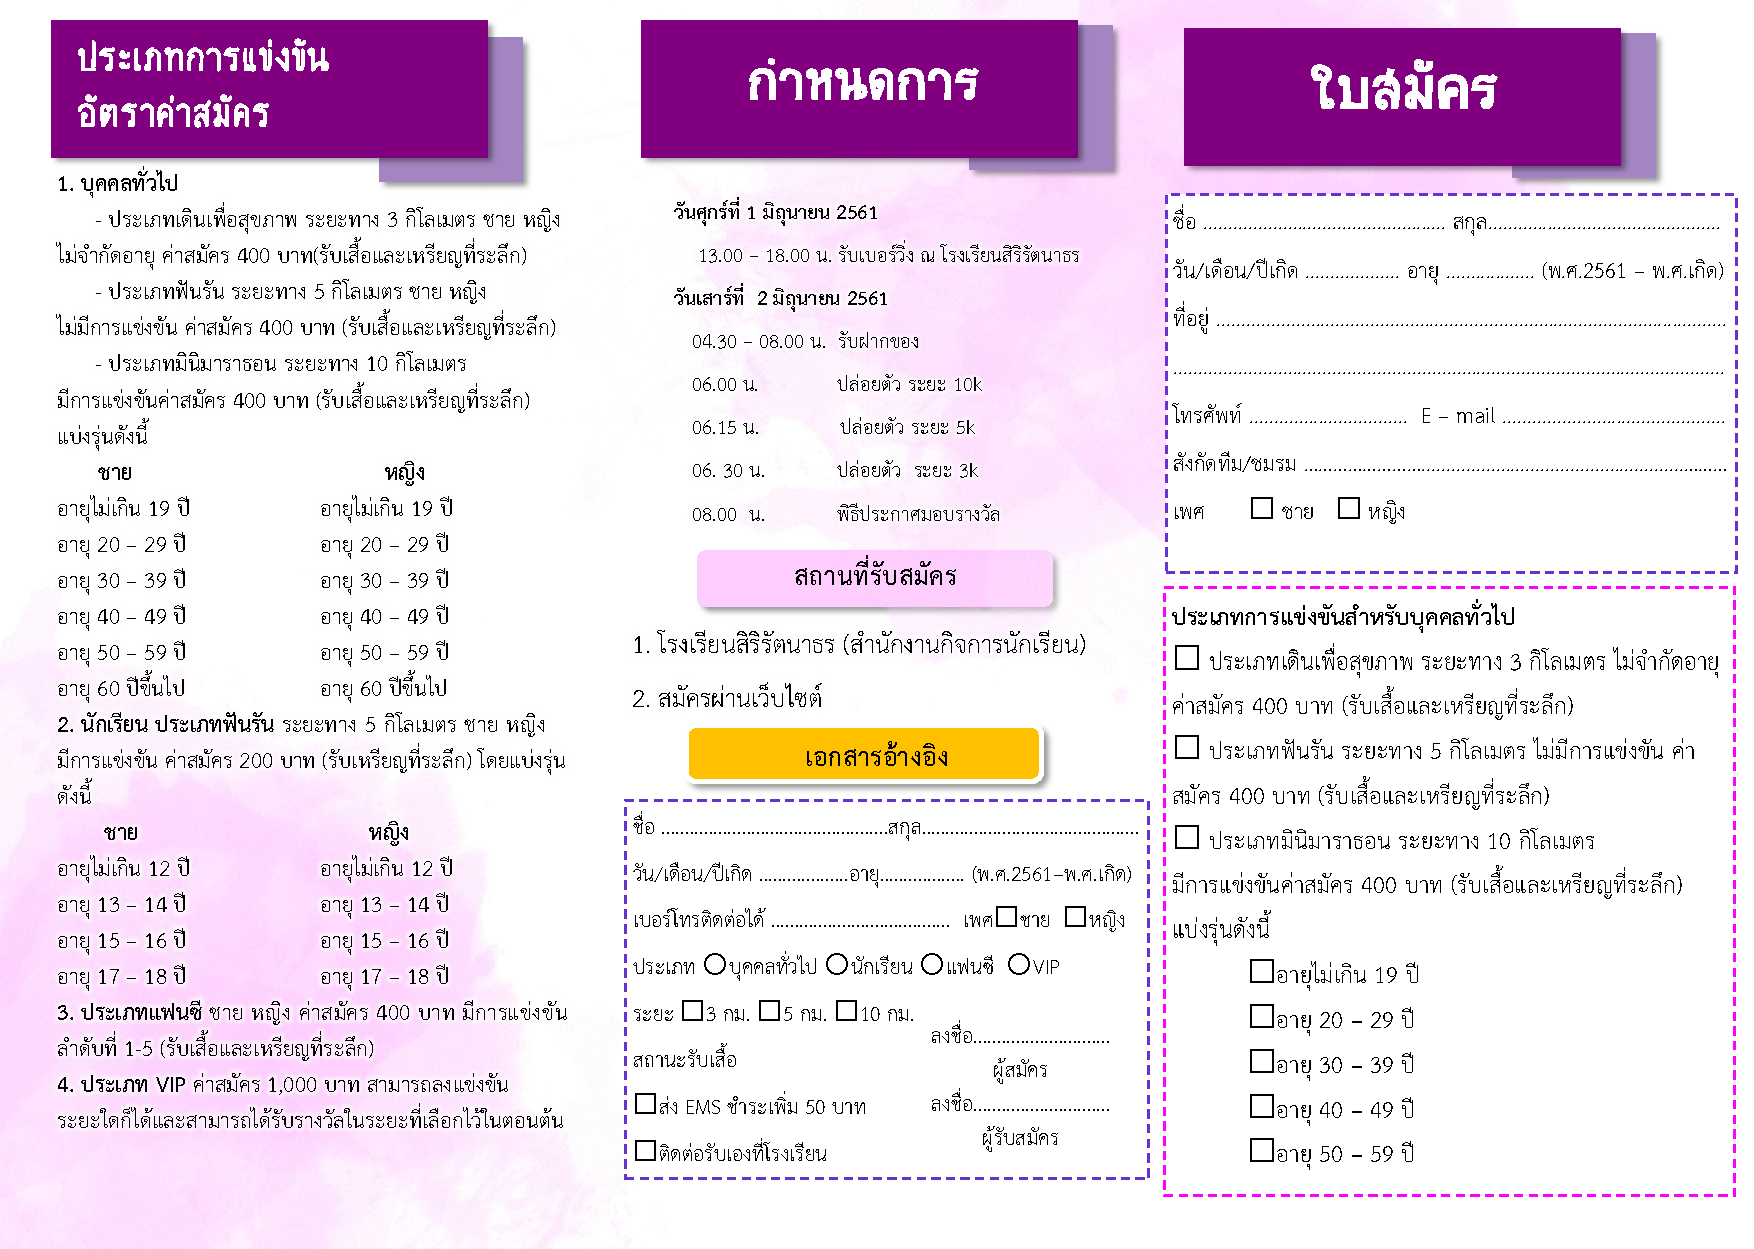 ประเภทการแข่งขัน
อัตราค่าสมัคร
1. บุคคลทั่วไป
- ประเภทเดินเพื่อสุขภาพ ระยะทาง 3 กิโลเมตร ชาย หญิง
ไม่จำกัดอายุ ค่าสมัคร 400 บาท(รับเสื้อและเหรียญที่ระลึก)
- ประเภทฟันรัน ระยะทาง 5 กิโลเมตร ชาย หญิง
ไม่มีการแข่งขัน ค่าสมัคร 400 บาท (รับเสื้อและเหรียญที่ระลึก)
- ประเภทมินิมาราธอน ระยะทาง 10 กิโลเมตร
มีการแข่งขันค่าสมัคร 400 บาท (รับเสื้อและเหรียญที่ระลึก)
แบ่งรุ่นดังนี้
ชาย หญิง
อายุไม่เกิน 19 ปี อายุไม่เกิน 19 ปี
อายุ 20 – 29 ปี อายุ 20 – 29 ปี
อายุ 30 – 39 ปี อายุ 30 – 39 ปี
อายุ 40 – 49 ปี อายุ 40 – 49 ปี
อายุ 50 – 59 ปี อายุ 50 – 59 ปี
อายุ 60 ปีขึ้นไป อายุ 60 ปีขึ้นไป
2. นักเรียน ประเภทฟันรัน ระยะทาง 5 กิโลเมตร ชาย หญิง
มีการแข่งขัน ค่าสมัคร 200 บาท (รับเหรียญที่ระลึก) โดยแบ่งรุ่น
ดังนี้
ชาย หญิง
อายุไม่เกิน 12 ปี อายุไม่เกิน 12 ปี
อายุ 13 – 14 ปี อายุ 13 – 14 ปี
อายุ 15 – 16 ปี อายุ 15 – 16 ปี
อายุ 17 – 18 ปี อายุ 17 – 18 ปี
3. ประเภทแฟนซี ชาย หญิง ค่าสมัคร 400 บาท มีการแข่งขัน
ลำดับที่ 1-5 (รับเสื้อและเหรียญที่ระลึก)
4. ประเภท VIP ค่าสมัคร 1,000 บาท สามารถลงแข่งขัน
ระยะใดก็ได้และสามารถได้รับรางวัลในระยะที่เลือกไว้ในตอนต้น
กำหนดการ
วันศุกร์ที่ 1 มิถุนายน 2561
13.00 – 18.00 น. รับเบอร์วิ่ง ณ โรงเรียนสิริรัตนาธร
วันเสาร์ที่ 2 มิถุนายน 2561
04.30 – 08.00 น. รับฝากของ
06.00 น. ปล่อยตัว ระยะ 10k
06.15 น. ปล่อยตัว ระยะ 5k
06. 30 น. ปล่อยตัว ระยะ 3k
08.00 น. พิธีประกาศมอบรางวัล
สถานที่รับสมัคร
1. โรงเรียนสิริรัตนาธร (สำนักงานกิจการนักเรียน)
2. สมัครผ่านเว็บไซต์
เอกสารอ้างอิง
ชื่อ ................................................สกุล..............................................
วัน/เดือน/ปีเกิด ...................อายุ.................. (พ.ศ.2561–พ.ศ.เกิด)
เบอร์โทรติดต่อได้ ...................................... เพศ☐ชาย ☐หญิง
ประเภท ○บุคคลทั่วไป ○นักเรียน ○แฟนซี ○VIP
ระยะ ☐3 กม. ☐5 กม. ☐10 กม.
ลงชื่อ.............................
สถานะรับเสื้อ
ผู้สมัคร
☐ส่ง EMS ชำระเพิ่ม 50 บาท
ลงชื่อ.............................
ผู้รับสมัคร
☐ติดต่อรับเองที่โรงเรียน
ใบสมัคร
ชื่อ ................................................ สกุล..............................................
วัน/เดือน/ปีเกิด ................... อายุ .................. (พ.ศ.2561 – พ.ศ.เกิด)
ที่อยู่ ......................................................................................................
..............................................................................................................
โทรศัพท์ ................................ E – mail .............................................
สังกัดทีม/ชมรม .....................................................................................
เพศ ☐ ชาย ☐ หญิง
ประเภทการแข่งขันสำหรับบุคคลทั่วไป
☐ ประเภทเดินเพื่อสุขภาพ ระยะทาง 3 กิโลเมตร ไม่จำกัดอายุ
ค่าสมัคร 400 บาท (รับเสื้อและเหรียญที่ระลึก)
☐ ประเภทฟันรัน ระยะทาง 5 กิโลเมตร ไม่มีการแข่งขัน ค่า
สมัคร 400 บาท (รับเสื้อและเหรียญที่ระลึก)
☐ ประเภทมินิมาราธอน ระยะทาง 10 กิโลเมตร
มีการแข่งขันค่าสมัคร 400 บาท (รับเสื้อและเหรียญที่ระลึก)
แบ่งรุ่นดังนี้
☐อายุไม่เกิน 19 ปี
☐อายุ 20 – 29 ปี
☐อายุ 30 – 39 ปี
☐อายุ 40 – 49 ปี
☐อายุ 50 – 59 ปี